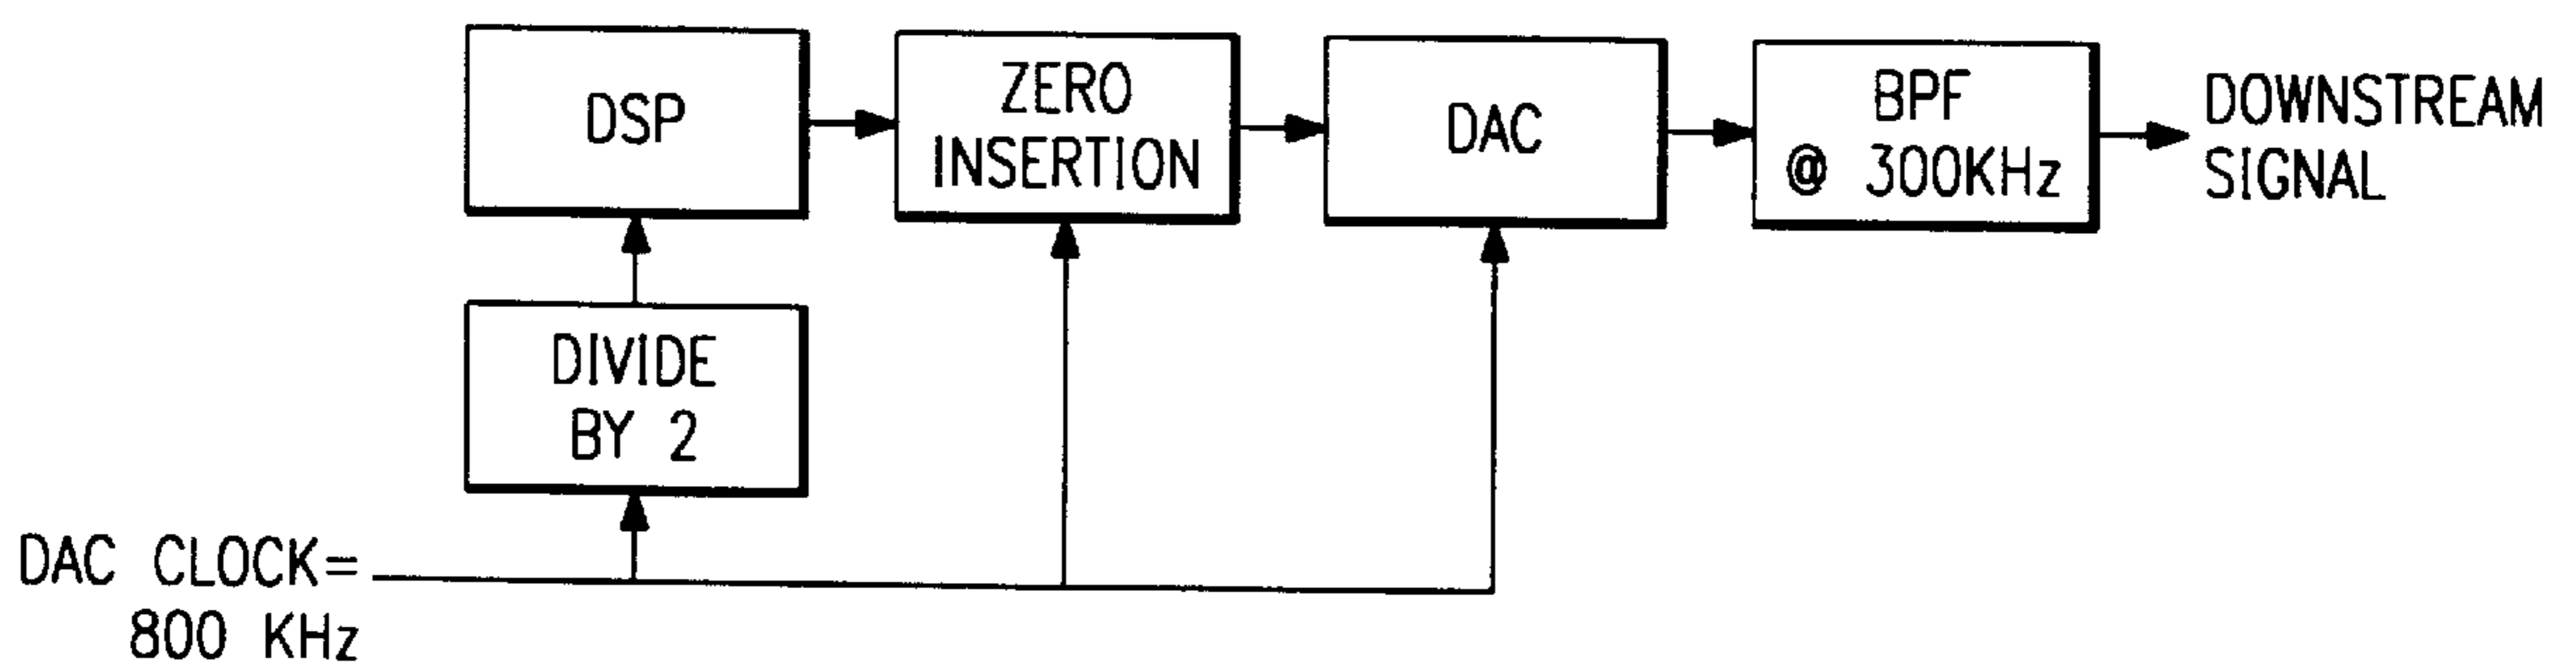 DSP
ZERO
INSERTION
DAC
BPF
@ 300KHz
DOWNSTREAM
SIGNAL
DIVIDE
BY 2
DAC CLOCK=
800 KHz